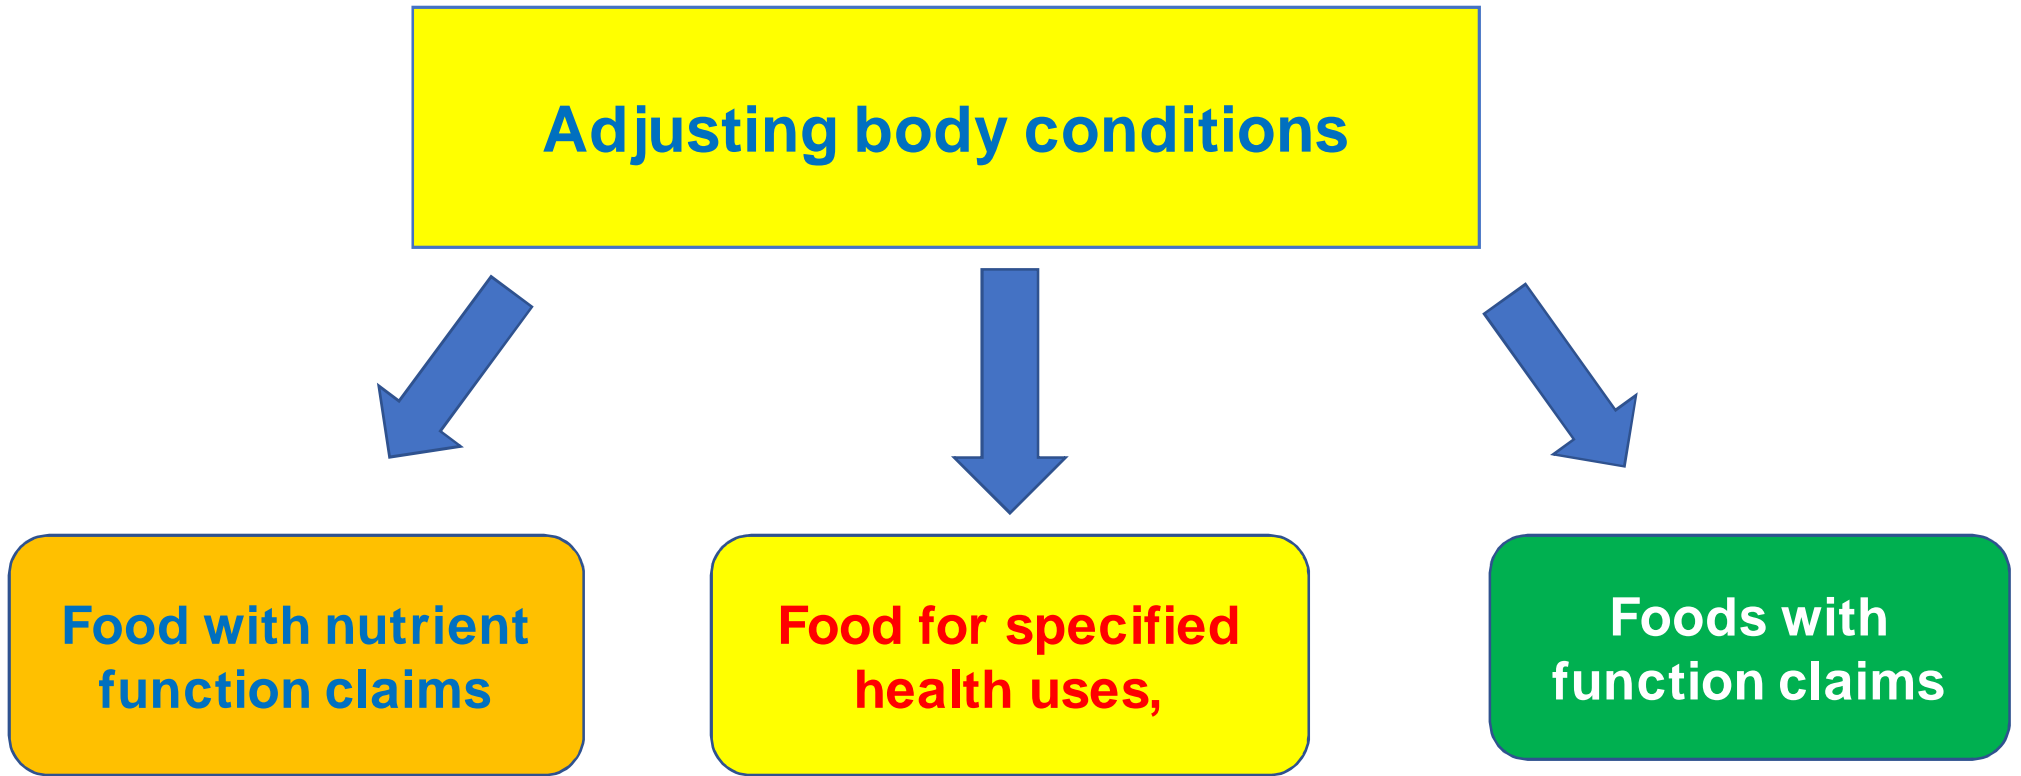 Adjusting body conditions
Food with nutrient
function claims
Food for specified
health uses,
Foods with
function claims